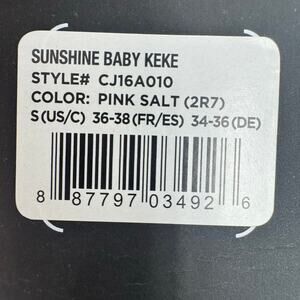 SUNSHINE BABY KEKE
STYLE# CJ16A010
COLOR: PINK SALT (2R7)
S(US/C) 36-38(FR/ES) 34-36(DE)
8 87797 03492 6